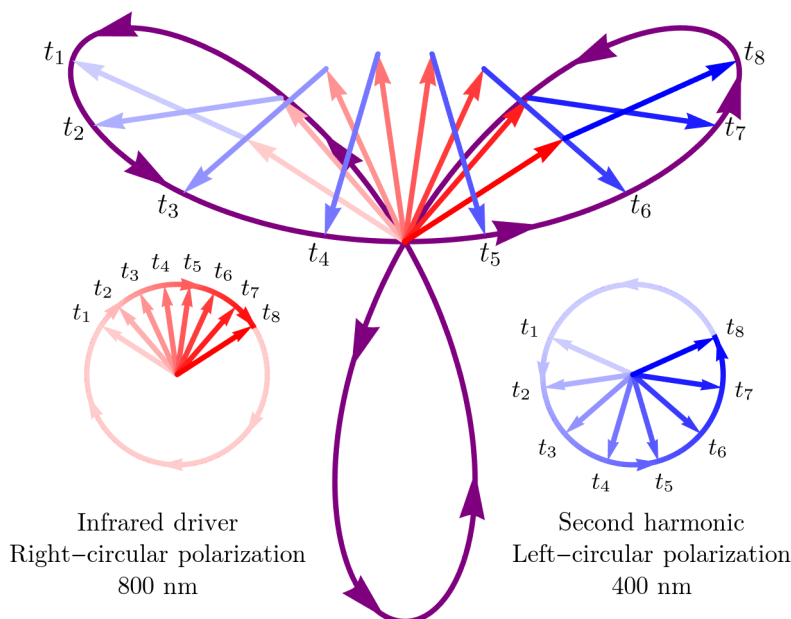 t₁
t₈
t₂
t₇
t₃
t₆
t₄
t₅
t₁
t₂
t₃
t₄
t₅
t₆
t₇
t₈
t₁
t₂
t₃
t₄
t₅
t₆
t₇
t₈
Infrared driver
Right−circular polarization
800 nm
Second harmonic
Left−circular polarization
400 nm